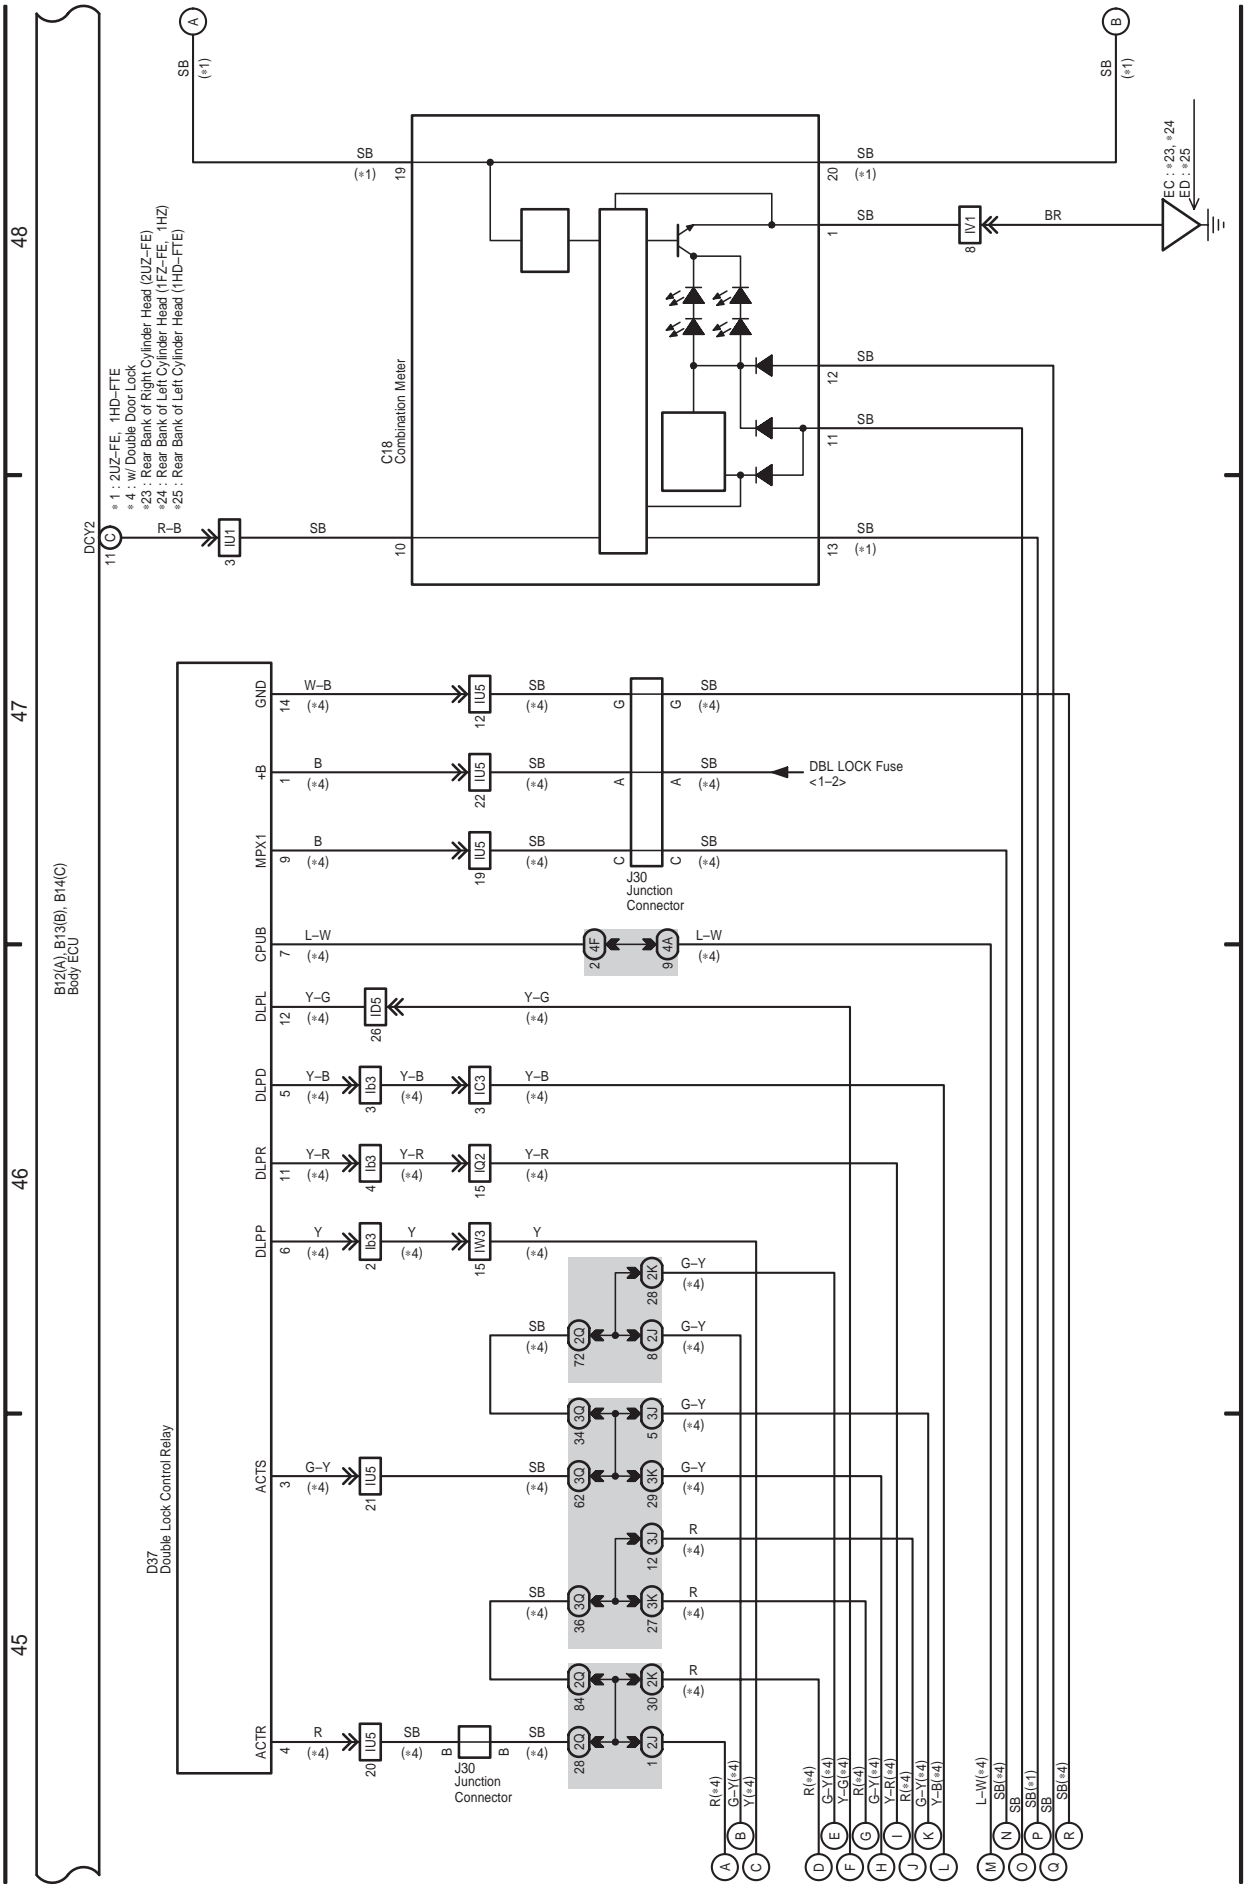 45
46
47
48
B12(A), B13(B), B14(C)
Body ECU
DCY2
11 C
R–B
3 IU1
SB
* 1 : 2UZ–FE, 1HD–FTE
* 4 : w/ Double Door Lock
*23 : Rear Bank of Right Cylinder Head (2UZ–FE)
*24 : Rear Bank of Left Cylinder Head (1FZ–FE, 1HZ)
*25 : Rear Bank of Left Cylinder Head (1HD–FTE)
A
SB
(*1)
B
SB
(*1)
D37
Double Lock Control Relay
ACTR
ACTS
DLPP
DLPR
DLPD
DLPL
CPUB
MPX1
+B
GND
4
3
6
11
5
12
7
9
1
14
R
(*4)
G–Y
(*4)
Y
(*4)
Y–R
(*4)
Y–B
(*4)
Y–G
(*4)
L–W
(*4)
B
(*4)
B
(*4)
W–B
(*4)
20 IU5
21 IU5
2 Ib3
4 Ib3
3 Ib3
26 ID5
19 IU5
22 IU5
12 IU5
SB
(*4)
Y
(*4)
Y–R
(*4)
Y–B
(*4)
B
B
J30
Junction
Connector
15 IW3
15 IQ2
3 IC3
SB
(*4)
SB
(*4)
SB
(*4)
SB
(*4)
Y
(*4)
Y–R
(*4)
Y–B
(*4)
Y–G
(*4)
SB
(*4)
SB
(*4)
SB
(*4)
28 2Q
84 2Q
36 3Q
62 3Q
34 3Q
72 2Q
2 4F
1 2J
30 2K
27 3K
12 3J
29 3K
5 3J
8 2J
28 2K
9 4A
R
(*4)
R
(*4)
R
(*4)
G–Y
(*4)
G–Y
(*4)
G–Y
(*4)
G–Y
(*4)
L–W
(*4)
C
A
G
C
A
G
J30
Junction
Connector
SB
(*4)
SB
(*4)
SB
(*4)
DBL LOCK Fuse
<1–2>
C18
Combination Meter
10
19
SB
(*1)
13
SB
(*1)
11
SB
12
SB
1
SB
20
SB
(*1)
8 IV1
BR
EC : *23, *24
ED : *25
R(*4)
A
G–Y(*4)
B
Y(*4)
C
R(*4)
D
G–Y(*4)
E
Y–G(*4)
F
R(*4)
G
G–Y(*4)
H
Y–R(*4)
I
R(*4)
J
G–Y(*4)
K
Y–B(*4)
L
L–W(*4)
M
SB(*4)
N
SB
O
SB(*1)
P
SB
Q
SB(*4)
R